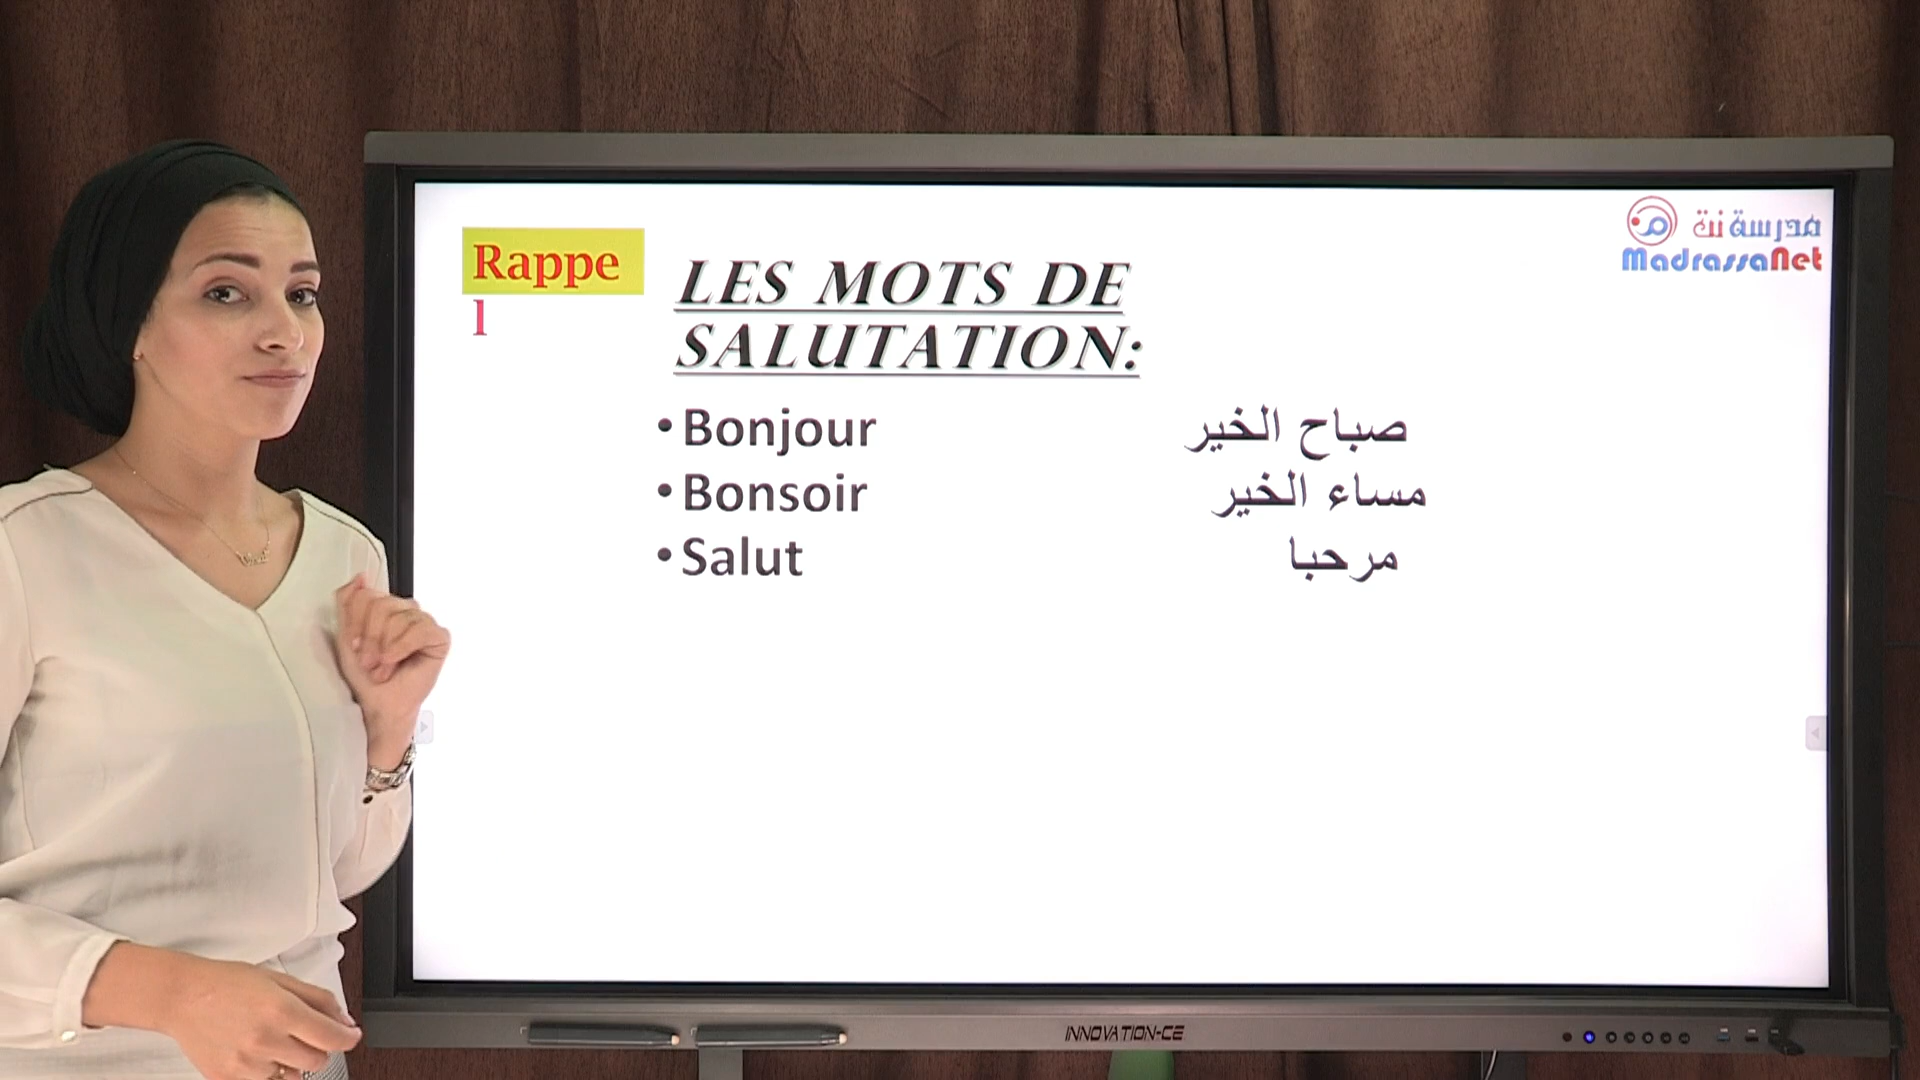 Rappe
l
LES MOTS DE
SALUTATION:
مدرسة نت
MadrassaNet
• Bonjour صباح الخير
• Bonsoir مساء الخير
• Salut مرحبا
INNOVATION-CE